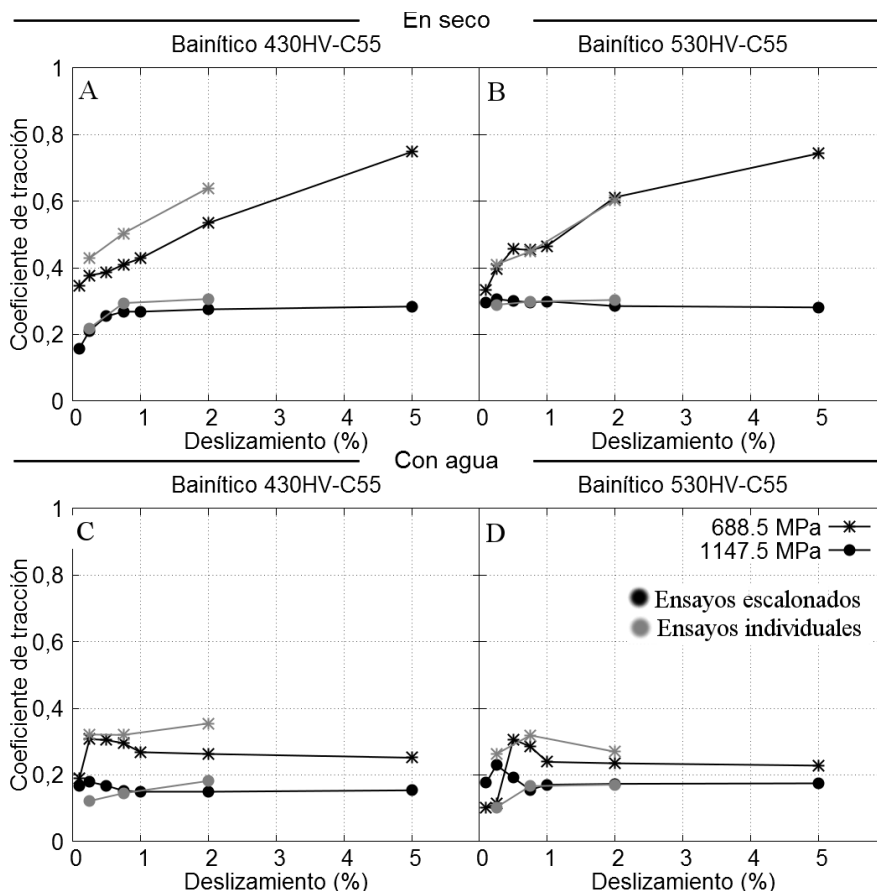 En seco
Bainítico 430HV-C55
Bainítico 530HV-C55
A
B
Coeficiente de tracción
1
0,8
0,6
0,4
0,2
0
0 1 2 3 4 5
0 1 2 3 4 5
Deslizamiento (%)
Deslizamiento (%)
Con agua
Bainítico 430HV-C55
Bainítico 530HV-C55
C
D
688.5 MPa
1147.5 MPa
Ensayos escalonados
Ensayos individuales
Coeficiente de tracción
1
0,8
0,6
0,4
0,2
0
0 1 2 3 4 5
0 1 2 3 4 5
Deslizamiento (%)
Deslizamiento (%)